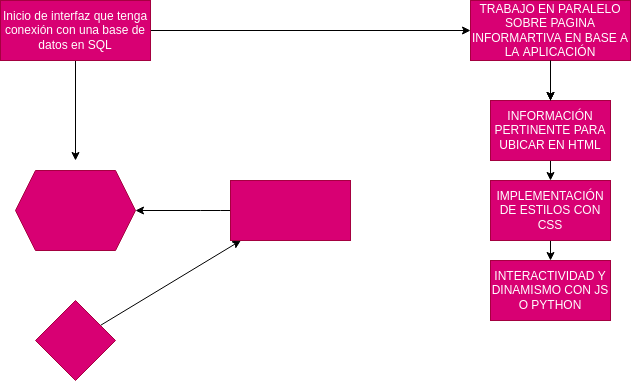 Inicio de interfaz que tenga
conexión con una base de
datos en SQL
TRABAJO EN PARALELO
SOBRE PAGINA
INFORMARTIVA EN BASE A
LA APLICACIÓN
INFORMACIÓN
PERTINENTE PARA
UBICAR EN HTML
IMPLEMENTACIÓN
DE ESTILOS CON
CSS
INTERACTIVIDAD Y
DINAMISMO CON JS
O PYTHON